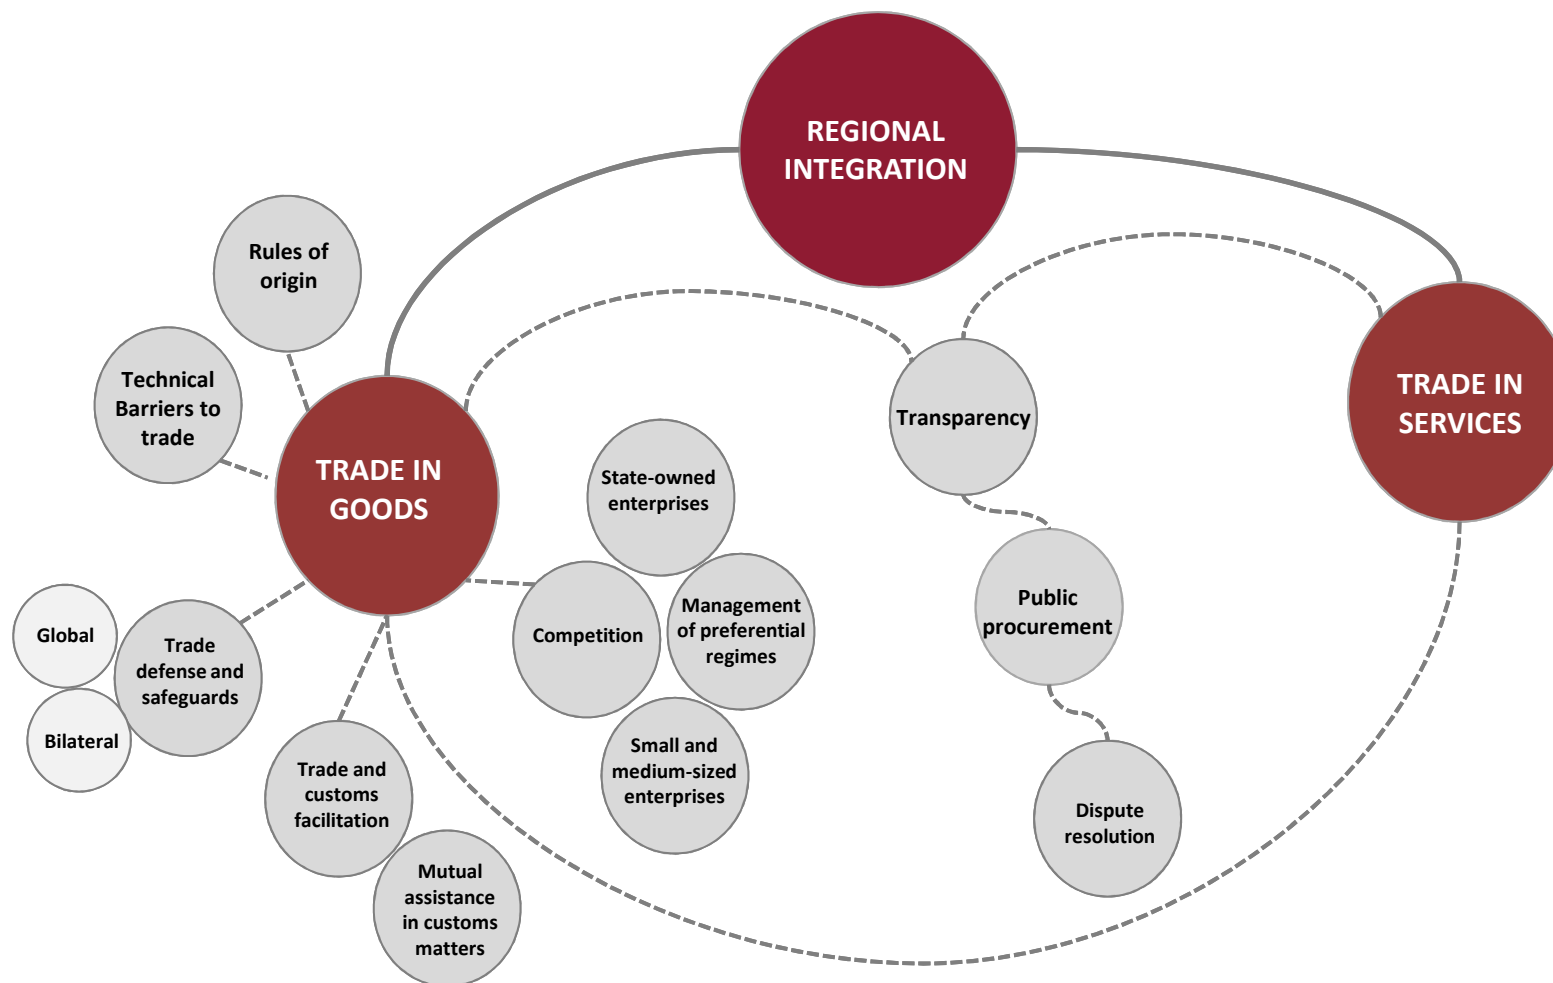 REGIONAL
INTEGRATION
Rules of
origin
Technical
Barriers to
trade
TRADE IN
GOODS
Transparency
TRADE IN
SERVICES
State-owned
enterprises
Competition
Management
of preferential
regimes
Small and
medium-sized
enterprises
Public
procurement
Dispute
resolution
Global
Bilateral
Trade
defense and
safeguards
Trade and
customs
facilitation
Mutual
assistance
in customs
matters